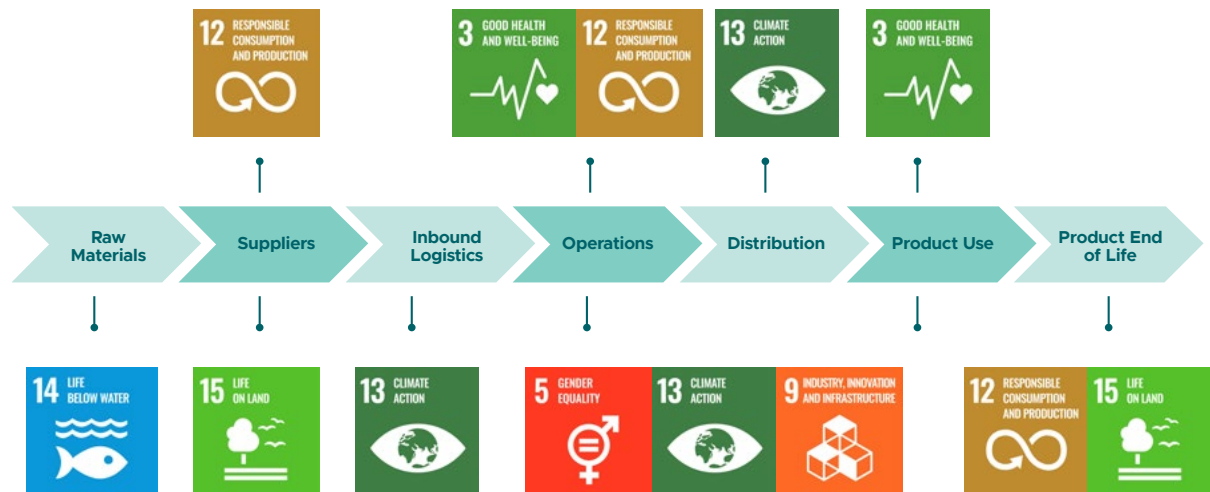 12 RESPONSIBLE
CONSUMPTION
AND PRODUCTION
3 GOOD HEALTH
AND WELL-BEING
12 RESPONSIBLE
CONSUMPTION
AND PRODUCTION
13 CLIMATE
ACTION
3 GOOD HEALTH
AND WELL-BEING
Raw
Materials
Suppliers
Inbound
Logistics
Operations
Distribution
Product Use
Product End
of Life
14 LIFE
BELOW WATER
15 LIFE
ON LAND
13 CLIMATE
ACTION
5 GENDER
EQUALITY
13 CLIMATE
ACTION
9 INDUSTRY, INNOVATION
AND INFRASTRUCTURE
12 RESPONSIBLE
CONSUMPTION
AND PRODUCTION
15 LIFE
ON LAND